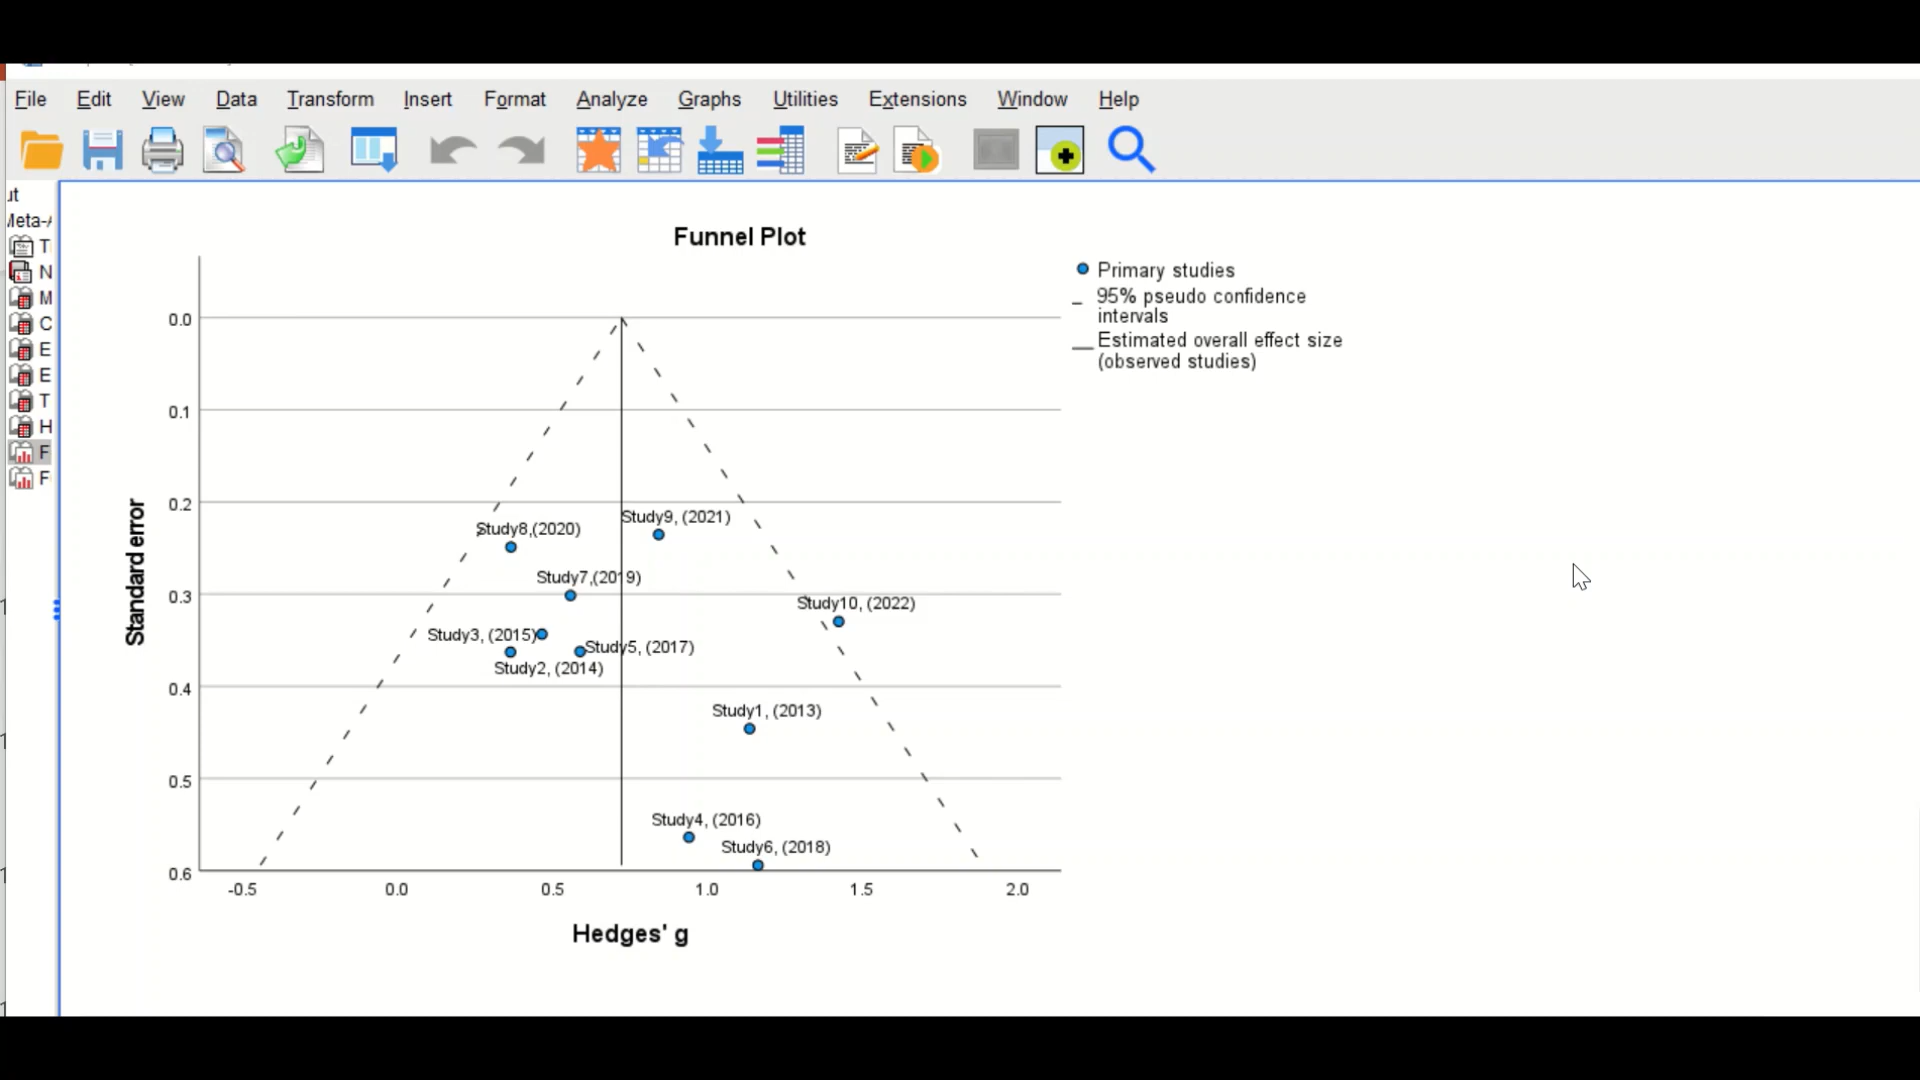 File Edit View Data Transform Insert Format Analyze Graphs Utilities Extensions Window Help
T
N
M
C
E
E
T
H
F
F
Funnel Plot
Primary studies
95% pseudo confidence
intervals
Estimated overall effect size
(observed studies)
Standard error
0.0
0.1
0.2
0.3
0.4
0.5
0.6
Study9, (2021)
Study8,(2020)
Study7,(2019)
Study10, (2022)
Study3, (2015)
Study5, (2017)
Study2, (2014)
Study1, (2013)
Study4, (2016)
Study6, (2018)
-0.5 0.0 0.5 1.0 1.5 2.0
Hedges' g